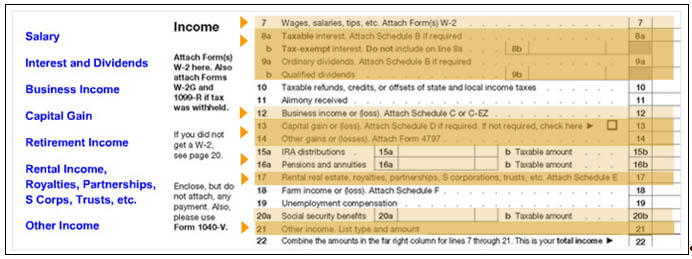 Salary
Interest and Dividends
Business Income
Capital Gain
Retirement Income
Rental Income,
Royalties, Partnerships,
S Corps, Trusts, etc.
Other Income
Income
Attach Form(s)
W-2 here. Also
attach Forms
W-2G and
1099-R if tax
was withheld.
If you did not
get a W-2,
see page 20.
Enclose, but do
not attach, any
payment. Also,
please use
Form 1040-V.
7 Wages, salaries, tips, etc. Attach Form(s) W-2 7
8a Taxable interest. Attach Schedule B if required 8a
b Tax-exempt interest. Do not include on line 8a 8b
9a Ordinary dividends. Attach Schedule B if required 9a
b Qualified dividends 9b
10 Taxable refunds, credits, or offsets of state and local income taxes 10
11 Alimony received 11
12 Business income or (loss). Attach Schedule C or C-EZ 12
13 Capital gain or (loss). Attach Schedule D if required. If not required, check here ▶ 13
14 Other gains or (losses). Attach Form 4797 14
15a IRA distributions 15a b Taxable amount 15b
16a Pensions and annuities 16a b Taxable amount 16b
17 Rental real estate, royalties, partnerships, S corporations, trusts, etc. Attach Schedule E 17
18 Farm income or (loss). Attach Schedule F 18
19 Unemployment compensation 19
20a Social security benefits 20a b Taxable amount 20b
21 Other income. List type and amount 21
22 Combine the amounts in the far right column for lines 7 through 21. This is your total income ▶ 22